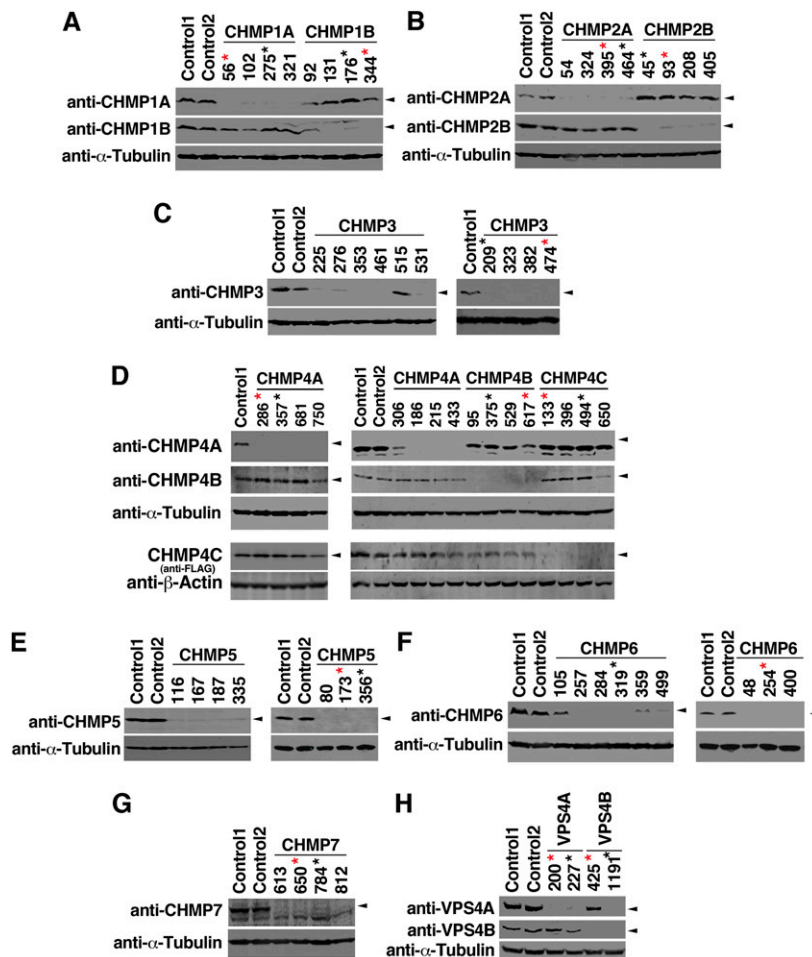 A
Control1
Control2
CHMP1A
56*
102
275*
321
CHMP1B
92
131
176*
344*
anti-CHMP1A
anti-CHMP1B
anti-α-Tubulin
B
Control1
Control2
CHMP2A
54
324
395*
464*
CHMP2B
45*
93*
208
405
anti-CHMP2A
anti-CHMP2B
anti-α-Tubulin
C
Control1
Control2
CHMP3
225
276
353
461
515
531
Control1
CHMP3
209*
323
382
474*
anti-CHMP3
anti-α-Tubulin
D
Control1
CHMP4A
286*
357*
681
750
Control1
Control2
CHMP4A
306
186
215
433
CHMP4B
95
375*
529
617*
CHMP4C
133*
396
494*
650
anti-CHMP4A
anti-CHMP4B
anti-α-Tubulin
CHMP4C
(anti-FLAG)
anti-β-Actin
E
Control1
Control2
CHMP5
116
167
187
335
Control1
Control2
CHMP5
80
173*
356*
anti-CHMP5
anti-α-Tubulin
F
Control1
Control2
CHMP6
105
257
284
319*
359
499
Control1
Control2
CHMP6
48
254*
400
anti-CHMP6
anti-α-Tubulin
G
Control1
Control2
CHMP7
613
650*
784*
812
anti-CHMP7
anti-α-Tubulin
H
Control1
Control2
VPS4A
200*
227*
VPS4B
425*
1191*
anti-VPS4A
anti-VPS4B
anti-α-Tubulin